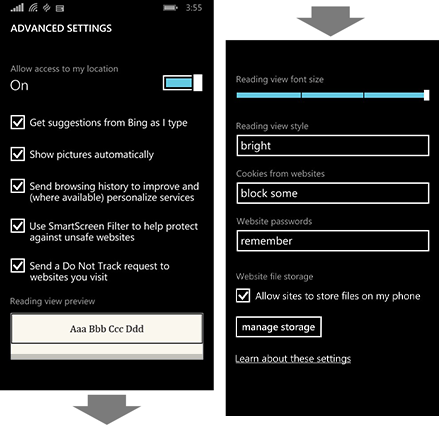 3:55
ADVANCED SETTINGS
Allow access to my location
On
Get suggestions from Bing as I type
Show pictures automatically
Send browsing history to improve and
(where available) personalize services
Use SmartScreen Filter to help protect
against unsafe websites
Send a Do Not Track request to
websites you visit
Reading view preview
Aaa Bbb Ccc Ddd
Reading view font size
Reading view style
bright
Cookies from websites
block some
Website passwords
remember
Website file storage
Allow sites to store files on my phone
manage storage
Learn about these settings